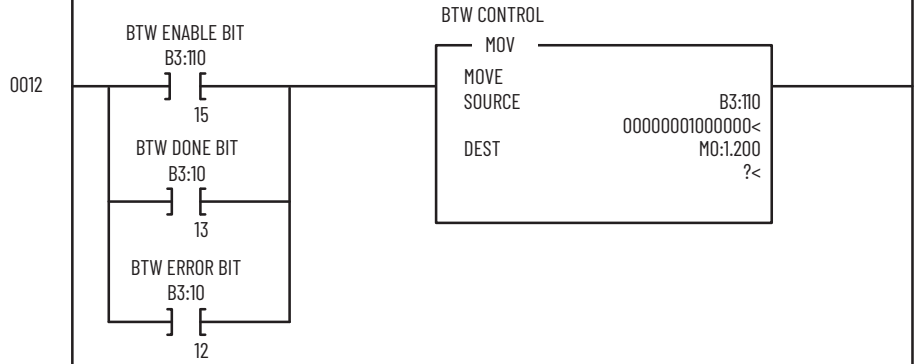 BTW CONTROL
BTW ENABLE BIT
MOV
B3:110
0012
MOVE
15
SOURCE
B3:110
00000001000000<
BTW DONE BIT
DEST
M0:1.200
B3:10
?<
13
BTW ERROR BIT
B3:10
12